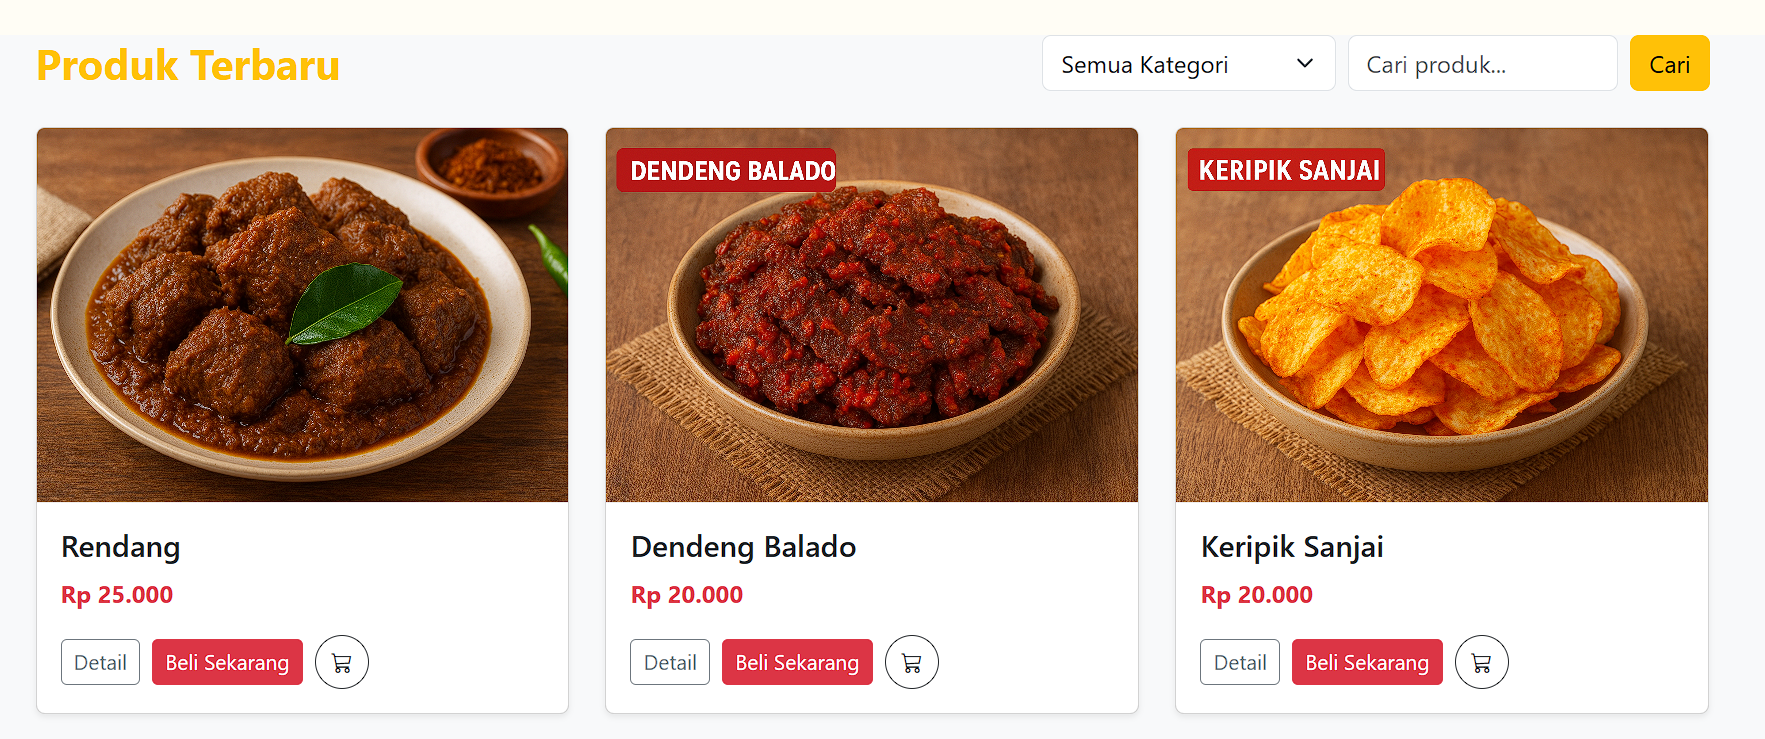 Produk Terbaru
Semua Kategori
Cari produk...
Cari
DENDENG BALADO
KERIPIK SANJAI
Rendang
Rp 25.000
Detail
Beli Sekarang
Dendeng Balado
Rp 20.000
Detail
Beli Sekarang
Keripik Sanjai
Rp 20.000
Detail
Beli Sekarang